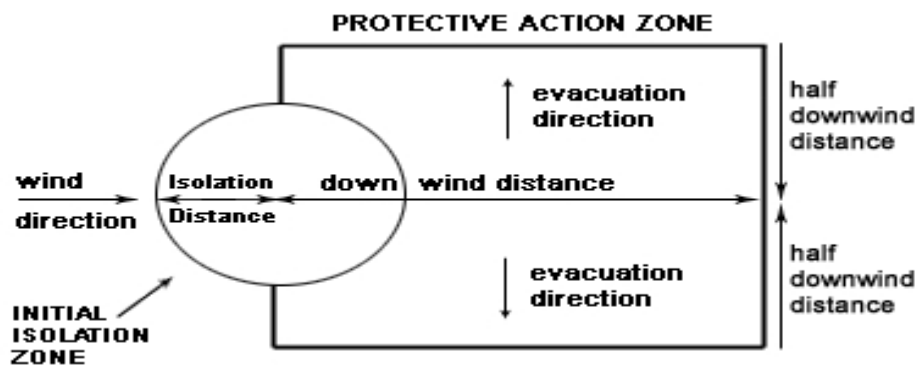 PROTECTIVE ACTION ZONE
evacuation
direction
half
downwind
distance
wind
direction
Isolation
Distance
down wind distance
evacuation
direction
half
downwind
distance
INITIAL
ISOLATION
ZONE